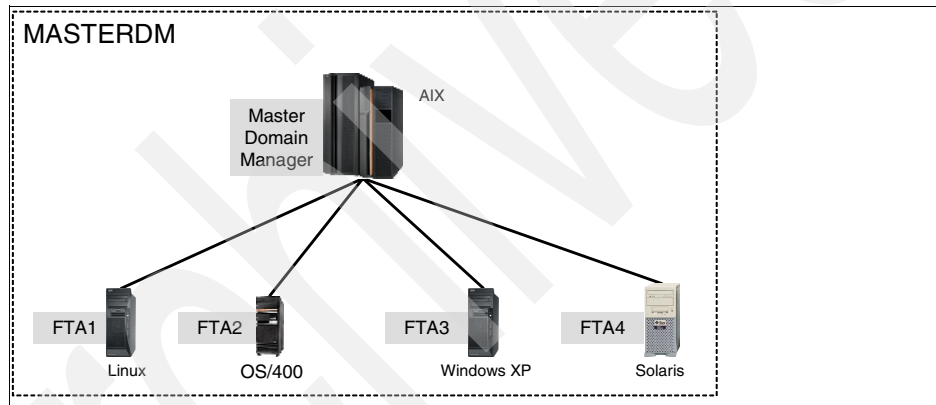 MASTERDM
AIX
Master
Domain
Manager
FTA1
FTA2
FTA3
FTA4
Linux
OS/400
Windows XP
Solaris